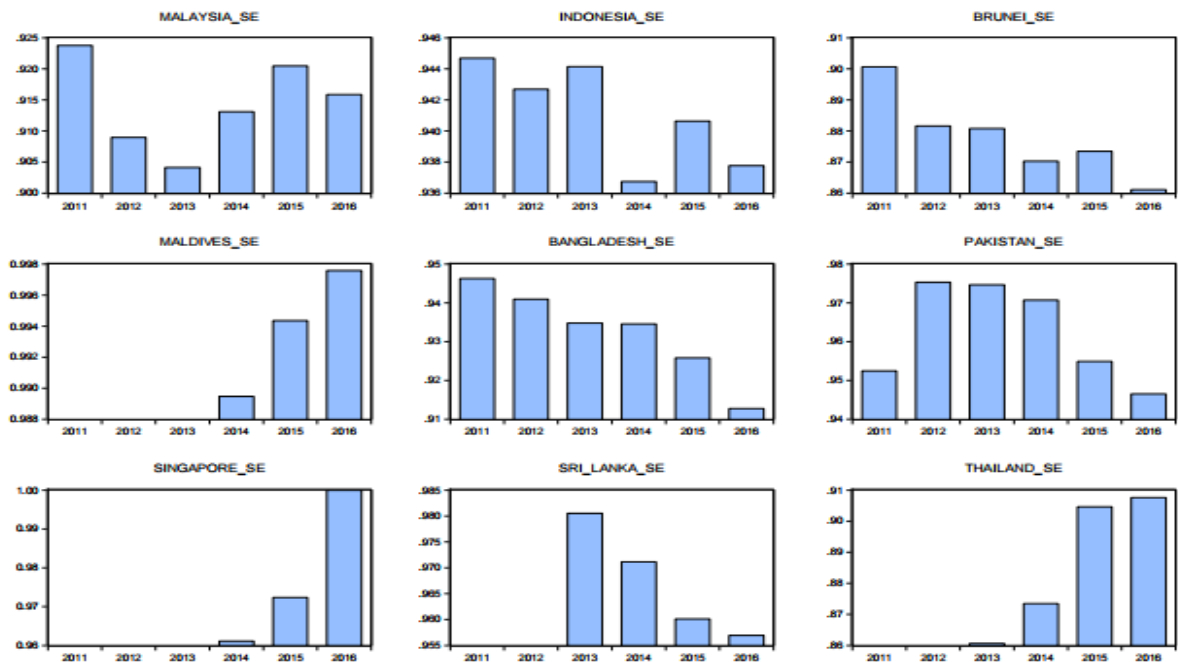 MALAYSIA_SE
.925
.920
.915
.910
.905
.900
2011 2012 2013 2014 2015 2016
INDONESIA_SE
.946
.944
.942
.940
.938
.936
2011 2012 2013 2014 2015 2016
BRUNEI_SE
.91
.90
.89
.88
.87
.86
2011 2012 2013 2014 2015 2016
MALDIVES_SE
0.998
0.996
0.994
0.992
0.990
0.988
2011 2012 2013 2014 2015 2016
BANGLADESH_SE
.95
.94
.93
.92
.91
2011 2012 2013 2014 2015 2016
PAKISTAN_SE
.98
.97
.96
.95
.94
2011 2012 2013 2014 2015 2016
SINGAPORE_SE
1.00
0.99
0.98
0.97
0.96
2011 2012 2013 2014 2015 2016
SRI_LANKA_SE
.985
.980
.975
.970
.965
.960
.955
2011 2012 2013 2014 2015 2016
THAILAND_SE
.91
.90
.89
.88
.87
.86
2011 2012 2013 2014 2015 2016